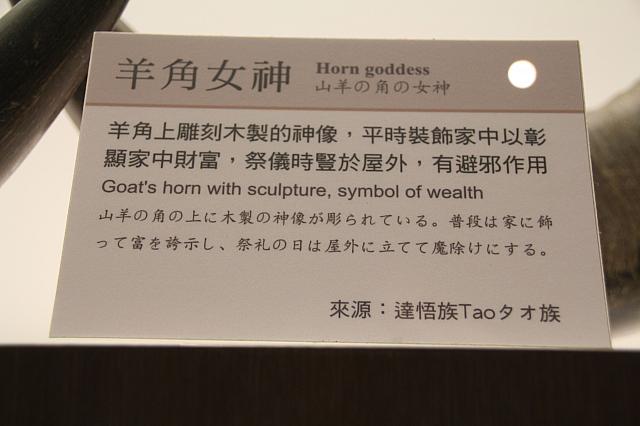 羊角女神 Horn goddess
山羊の角の女神
羊角上雕刻木製的神像，平時裝飾家中以彰
顯家中財富，祭儀時豎於屋外，有避邪作用
Goat's horn with sculpture, symbol of wealth
山羊の角の上に木製の神像が彫られている。普段は家に飾
って富を誇示し、祭礼の日は屋外に立てて魔除けにする。
來源：達悟族Taoタオ族